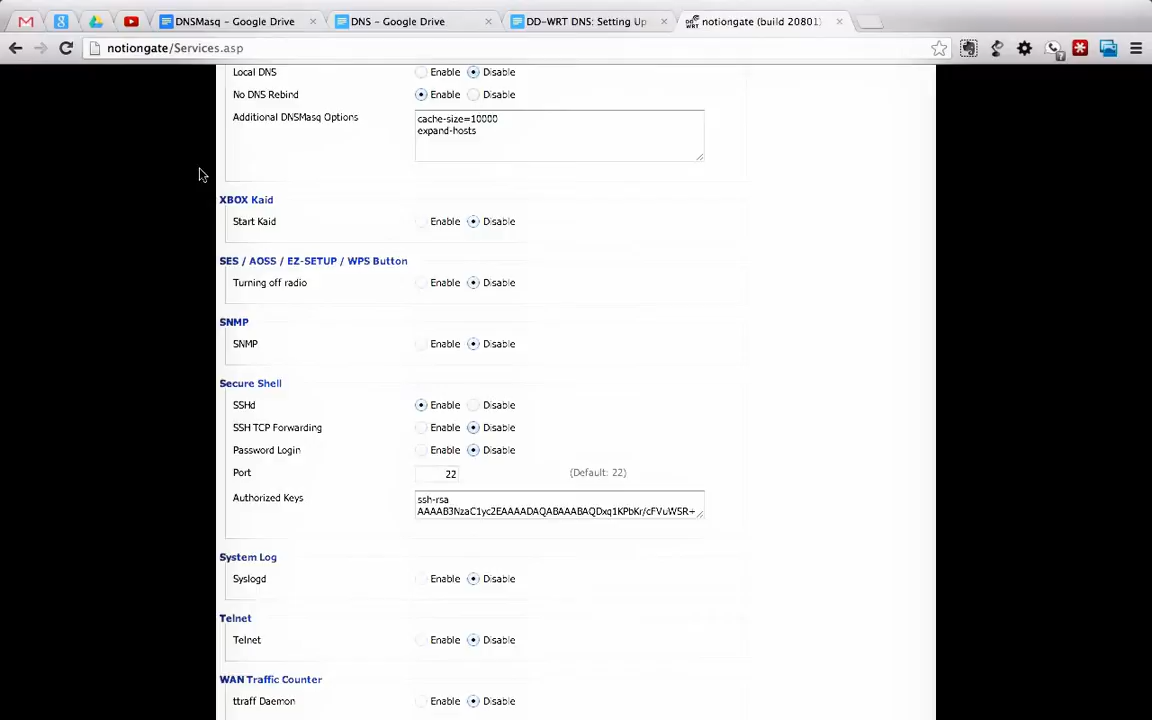 DNSMasq - Google Drive
DNS - Google Drive
DD-WRT DNS: Setting Up
notiongate (build 20801)
notiongate/Services.asp
Local DNS Enable Disable
No DNS Rebind Enable Disable
Additional DNSMasq Options
cache-size=10000
expand-hosts
XBOX Kaid
Start Kaid Enable Disable
SES / AOSS / EZ-SETUP / WPS Button
Turning off radio Enable Disable
SNMP
SNMP Enable Disable
Secure Shell
SSHd Enable Disable
SSH TCP Forwarding Enable Disable
Password Login Enable Disable
Port 22 (Default: 22)
Authorized Keys
ssh-rsa
AAAAB3NzaC1yc2EAAAADAQABAAABAQDxq1KPbKr/cFVuWSR+
System Log
Syslogd Enable Disable
Telnet
Telnet Enable Disable
WAN Traffic Counter
ttraff Daemon Enable Disable